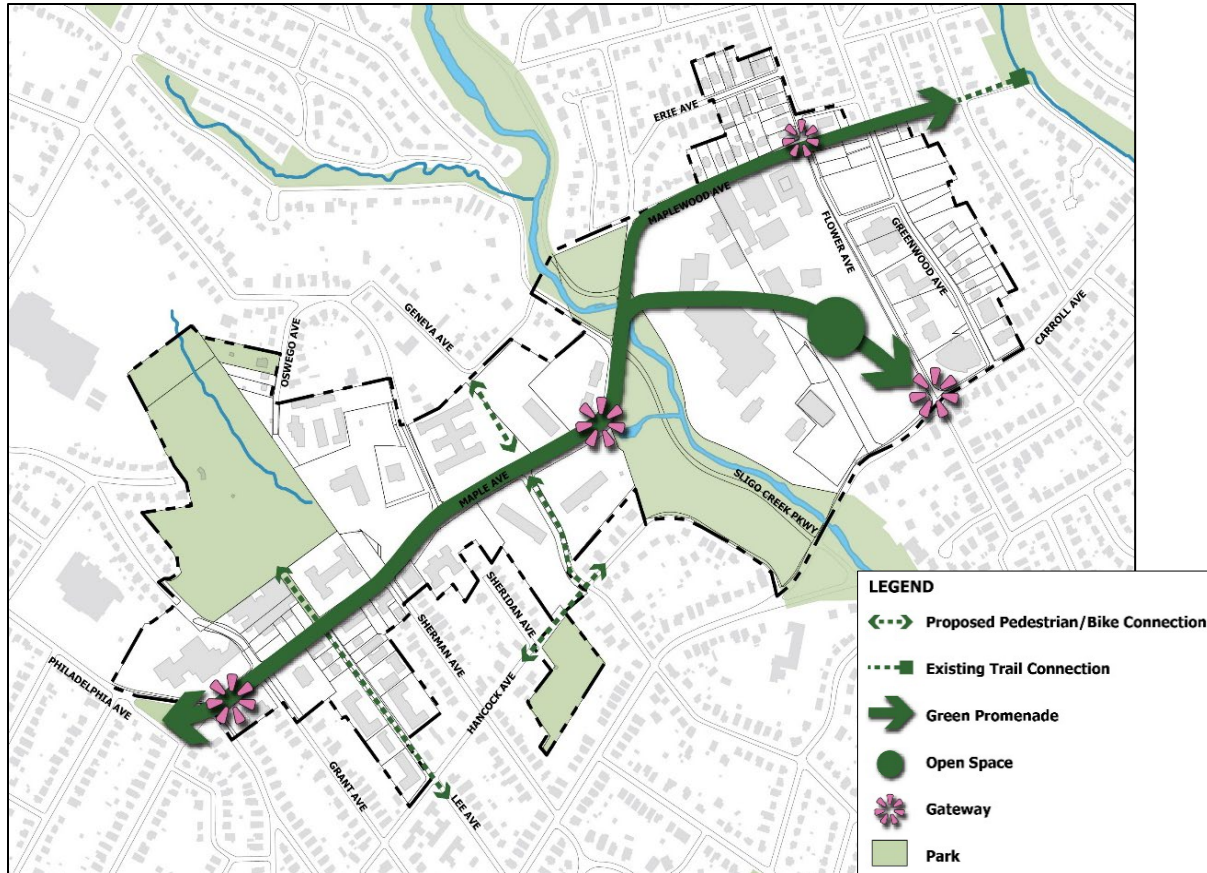 ERIE AVE
MAPLEWOOD AVE
FLOWER AVE
GREENWOOD AVE
CARROLL AVE
GENEVA AVE
OSWEGO AVE
MAPLE AVE
SLIGO CREEK PKWY
SHERIDAN AVE
SHERMAN AVE
HANCOCK AVE
PHILADELPHIA AVE
GRANT AVE
LEE AVE
LEGEND
Proposed Pedestrian/Bike Connection
Existing Trail Connection
Green Promenade
Open Space
Gateway
Park